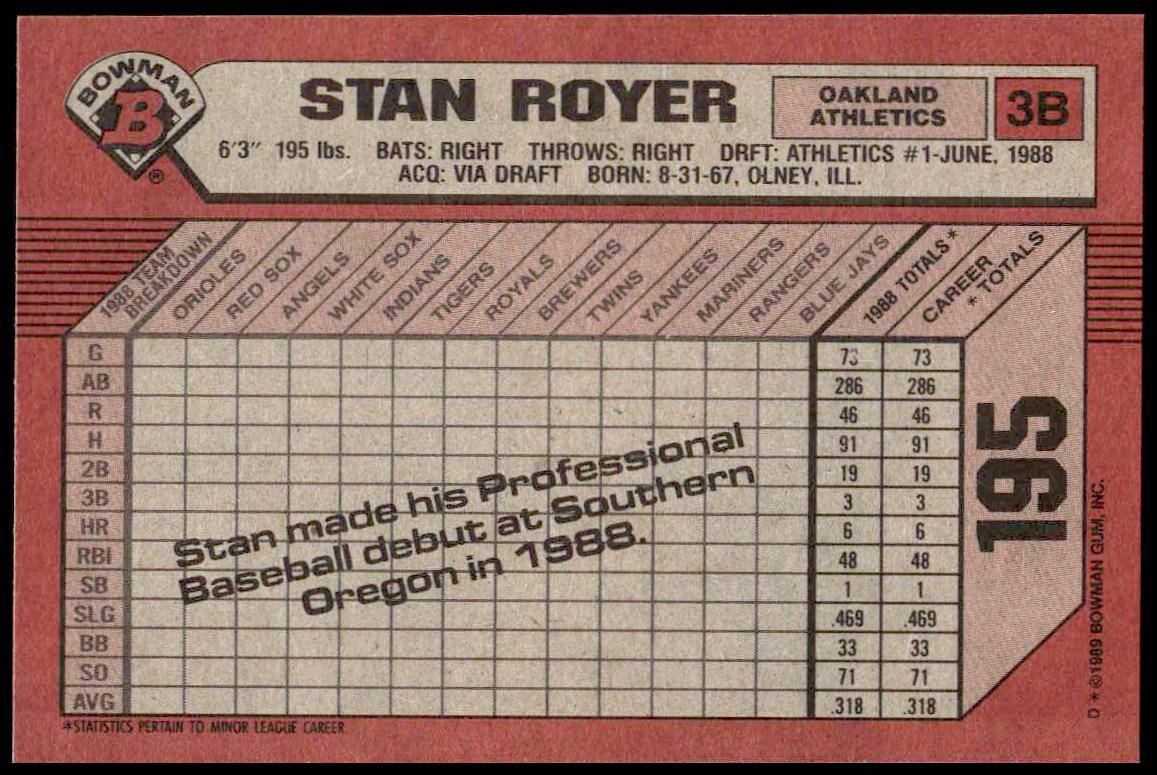 BOWMAN
B
®
STAN ROYER
OAKLAND
ATHLETICS
3B
6'3" 195 lbs. BATS: RIGHT THROWS: RIGHT DRFT: ATHLETICS #1-JUNE, 1988
ACQ: VIA DRAFT BORN: 8-31-67, OLNEY, ILL.
1988 TEAM
BREAKDOWN
ORIOLES
RED SOX
ANGELS
WHITE SOX
INDIANS
TIGERS
ROYALS
BREWERS
TWINS
YANKEES
MARINERS
RANGERS
BLUE JAYS
1988 TOTALS*
CAREER
* TOTALS
G 73 73
AB 286 286
R 46 46
H 91 91
2B 19 19
3B 3 3
HR 6 6
RBI 48 48
SB 1 1
SLG .469 .469
BB 33 33
SO 71 71
AVG .318 .318
Stan made his Professional
Baseball debut at Southern
Oregon in 1988.
195
D * ©1989 BOWMAN GUM, INC.
*STATISTICS PERTAIN TO MINOR LEAGUE CAREER